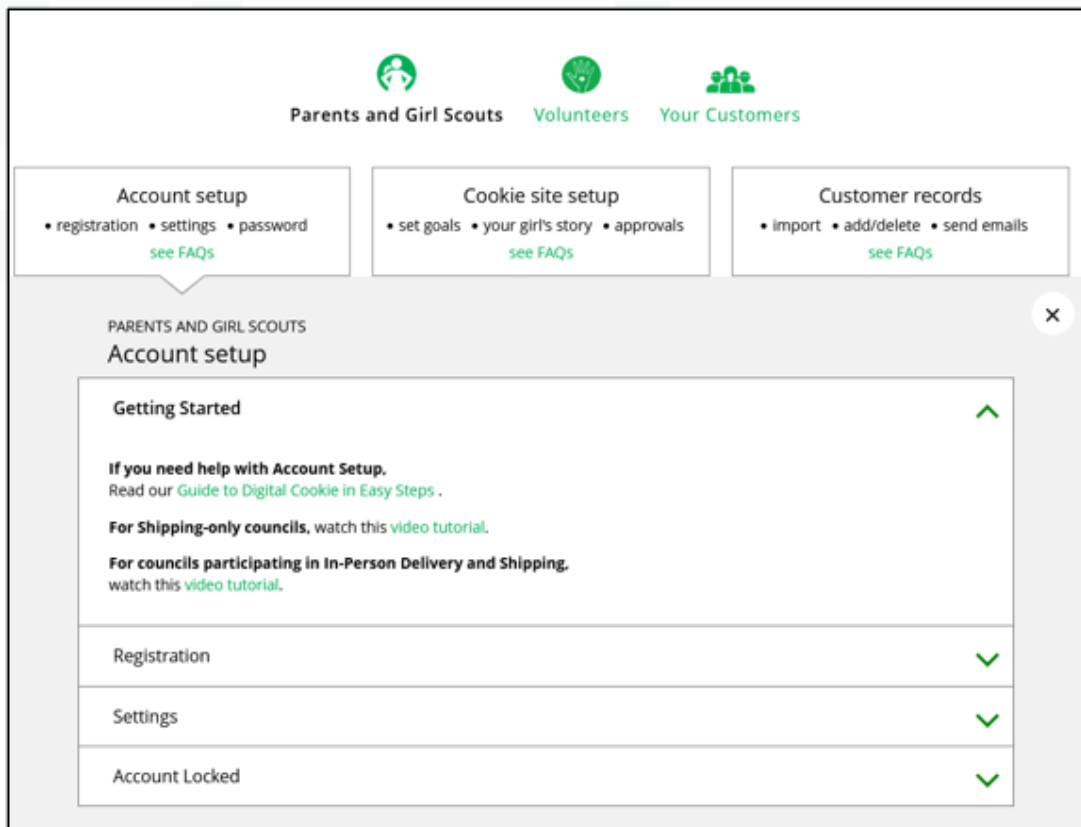 Parents and Girl Scouts Volunteers Your Customers
Account setup
• registration • settings • password
see FAQs
Cookie site setup
• set goals • your girl's story • approvals
see FAQs
Customer records
• import • add/delete • send emails
see FAQs
PARENTS AND GIRL SCOUTS
Account setup
Getting Started
If you need help with Account Setup,
Read our Guide to Digital Cookie in Easy Steps .
For Shipping-only councils, watch this video tutorial.
For councils participating in In-Person Delivery and Shipping,
watch this video tutorial.
Registration
Settings
Account Locked